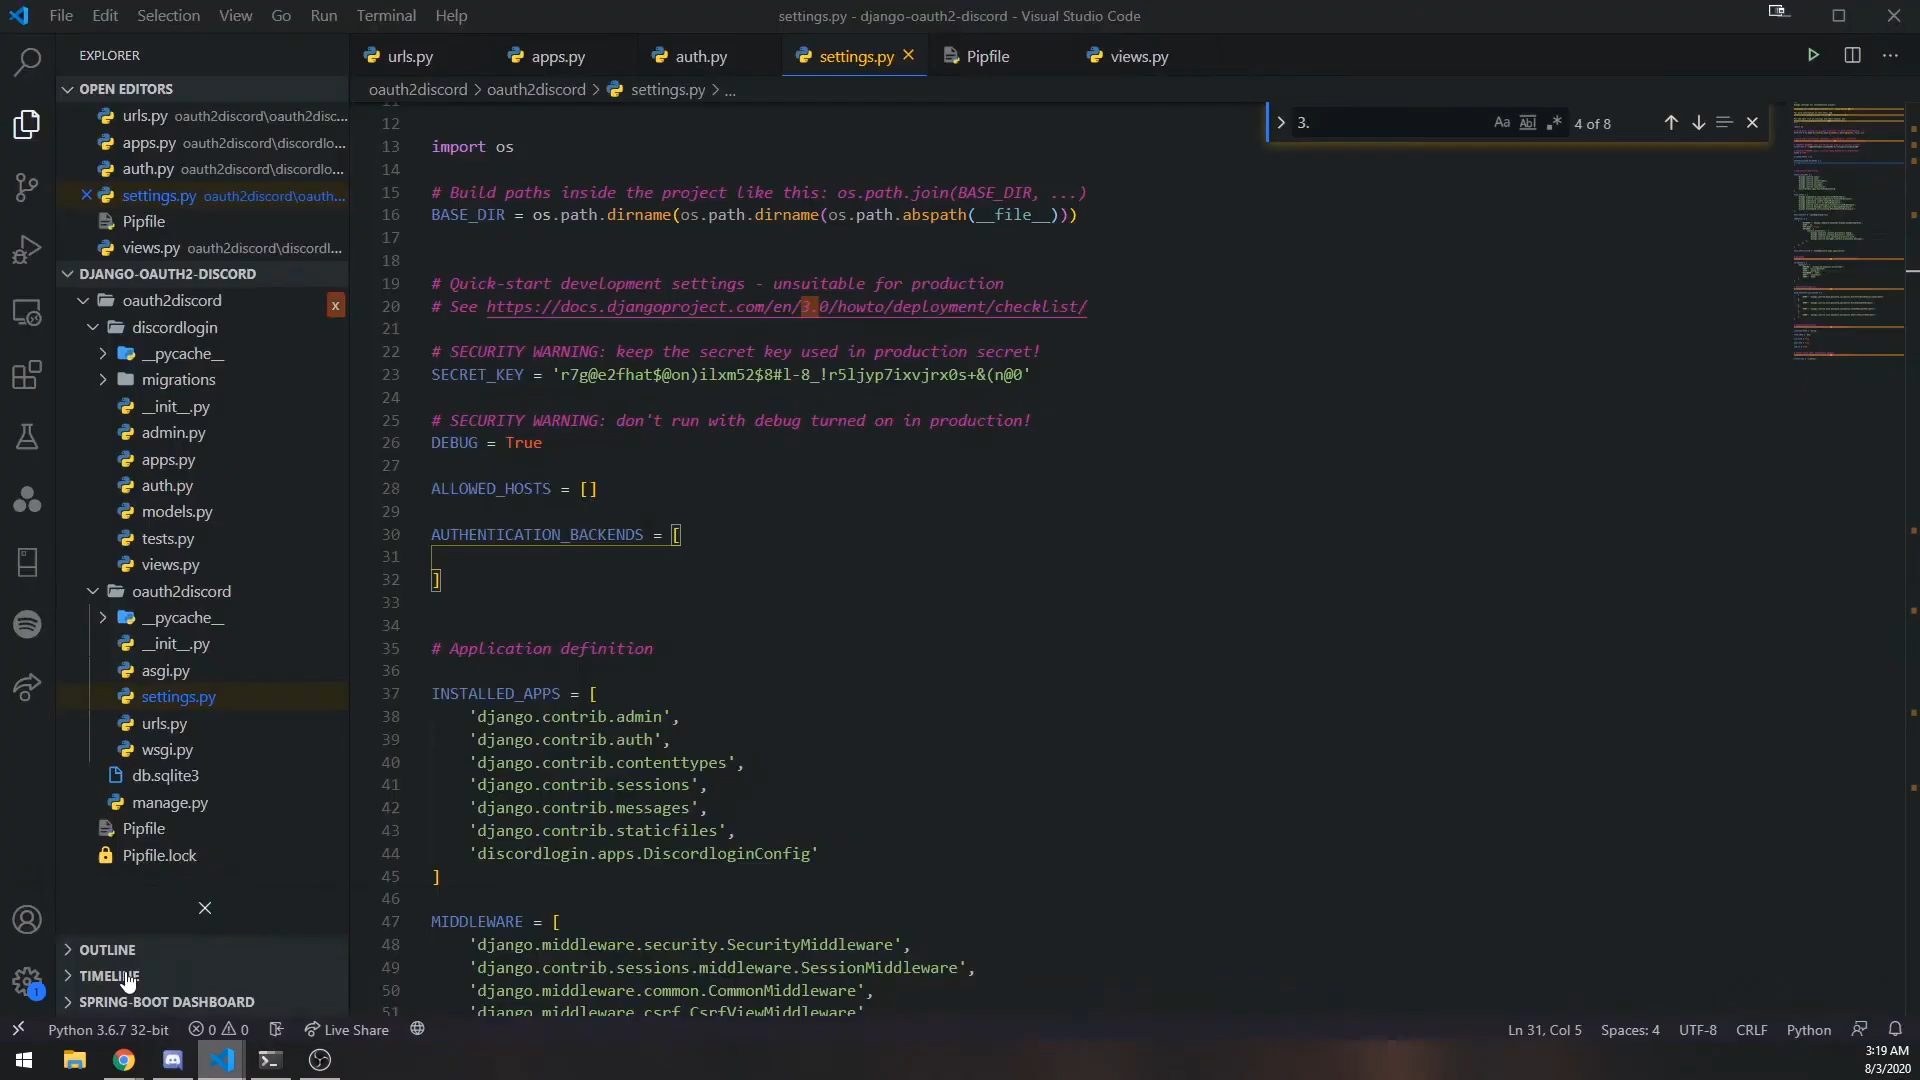 File Edit Selection View Go Run Terminal Help
settings.py - django-oauth2-discord - Visual Studio Code
EXPLORER
OPEN EDITORS
urls.py oauth2discord\oauth2disc...
apps.py oauth2discord\discordlo...
auth.py oauth2discord\discordlo...
settings.py oauth2discord\oauth...
Pipfile
views.py oauth2discord\discordl...
DJANGO-OAUTH2-DISCORD
oauth2discord
x
discordlogin
__pycache__
migrations
__init__.py
admin.py
apps.py
auth.py
models.py
tests.py
views.py
oauth2discord
__pycache__
__init__.py
asgi.py
settings.py
urls.py
wsgi.py
db.sqlite3
manage.py
Pipfile
Pipfile.lock
OUTLINE
TIMELINE
SPRING-BOOT DASHBOARD
1
urls.py apps.py auth.py settings.py Pipfile views.py
oauth2discord > oauth2discord > settings.py > ...
3. Aa Abl .* 4 of 8
11
12
13 import os
14
15 # Build paths inside the project like this: os.path.join(BASE_DIR, ...)
16 BASE_DIR = os.path.dirname(os.path.dirname(os.path.abspath(__file__)))
17
18
19 # Quick-start development settings - unsuitable for production
20 # See https://docs.djangoproject.com/en/3.0/howto/deployment/checklist/
21
22 # SECURITY WARNING: keep the secret key used in production secret!
23 SECRET_KEY = 'r7g@e2fhat$@on)ilxm52$8#l-8_!r5ljyp7ixvjrx0s+&(n@0'
24
25 # SECURITY WARNING: don't run with debug turned on in production!
26 DEBUG = True
27
28 ALLOWED_HOSTS = []
29
30 AUTHENTICATION_BACKENDS = [
31
32 ]
33
34
35 # Application definition
36
37 INSTALLED_APPS = [
38 'django.contrib.admin',
39 'django.contrib.auth',
40 'django.contrib.contenttypes',
41 'django.contrib.sessions',
42 'django.contrib.messages',
43 'django.contrib.staticfiles',
44 'discordlogin.apps.DiscordloginConfig'
45 ]
46
47 MIDDLEWARE = [
48 'django.middleware.security.SecurityMiddleware',
49 'django.contrib.sessions.middleware.SessionMiddleware',
50 'django.middleware.common.CommonMiddleware',
51 'django.middleware.csrf.CsrfViewMiddleware'
Python 3.6.7 32-bit 0 0 Live Share Ln 31, Col 5 Spaces: 4 UTF-8 CRLF Python
3:19 AM
8/3/2020